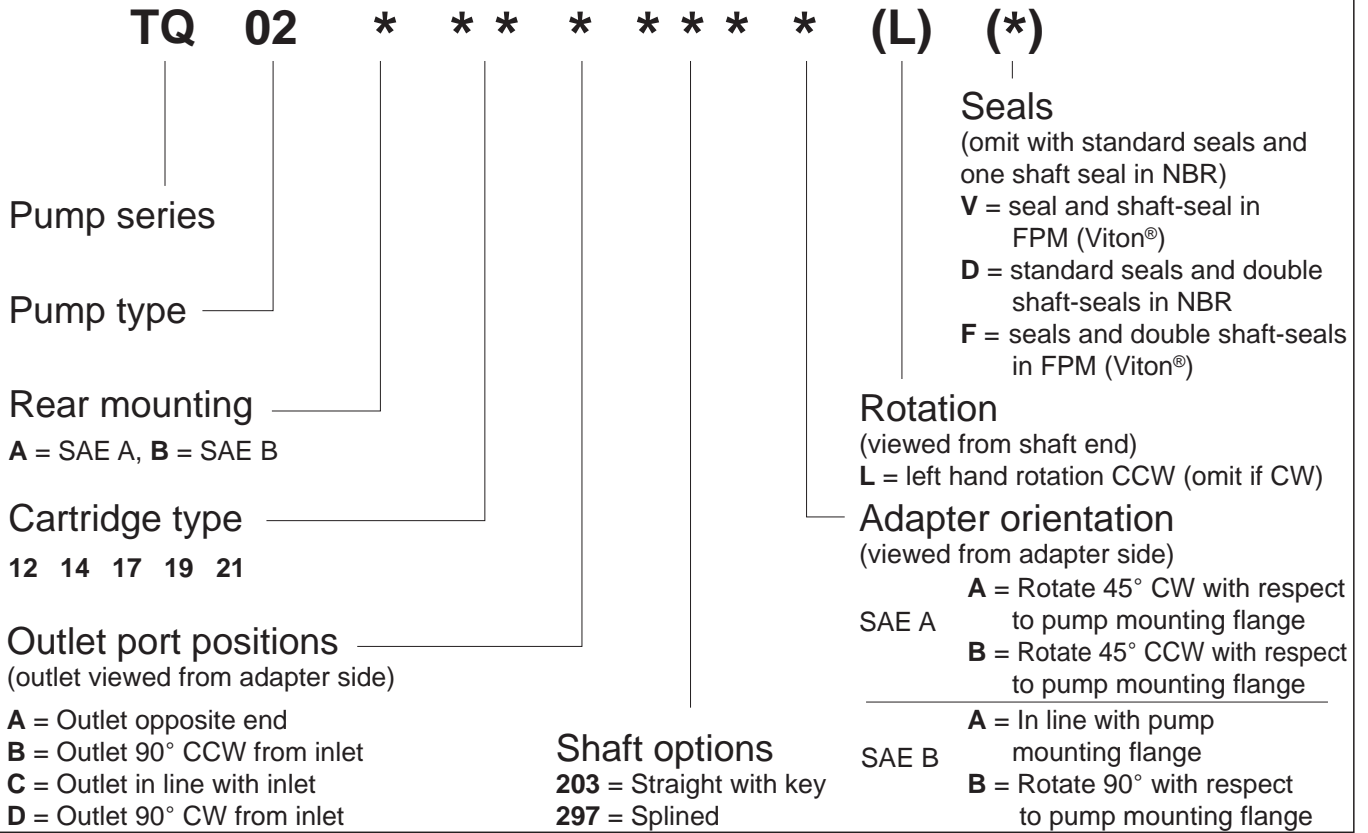 TQ 02 * * * * * * * * (L) (*)
Pump series
Pump type
Rear mounting
A = SAE A, B = SAE B
Cartridge type
12 14 17 19 21
Outlet port positions
(outlet viewed from adapter side)
A = Outlet opposite end
B = Outlet 90° CCW from inlet
C = Outlet in line with inlet
D = Outlet 90° CW from inlet
Shaft options
203 = Straight with key
297 = Splined
Seals
(omit with standard seals and
one shaft seal in NBR)
V = seal and shaft-seal in
FPM (Viton®)
D = standard seals and double
shaft-seals in NBR
F = seals and double shaft-seals
in FPM (Viton®)
Rotation
(viewed from shaft end)
L = left hand rotation CCW (omit if CW)
Adapter orientation
(viewed from adapter side)
SAE A
A = Rotate 45° CW with respect
to pump mounting flange
B = Rotate 45° CCW with respect
to pump mounting flange
SAE B
A = In line with pump
mounting flange
B = Rotate 90° with respect
to pump mounting flange